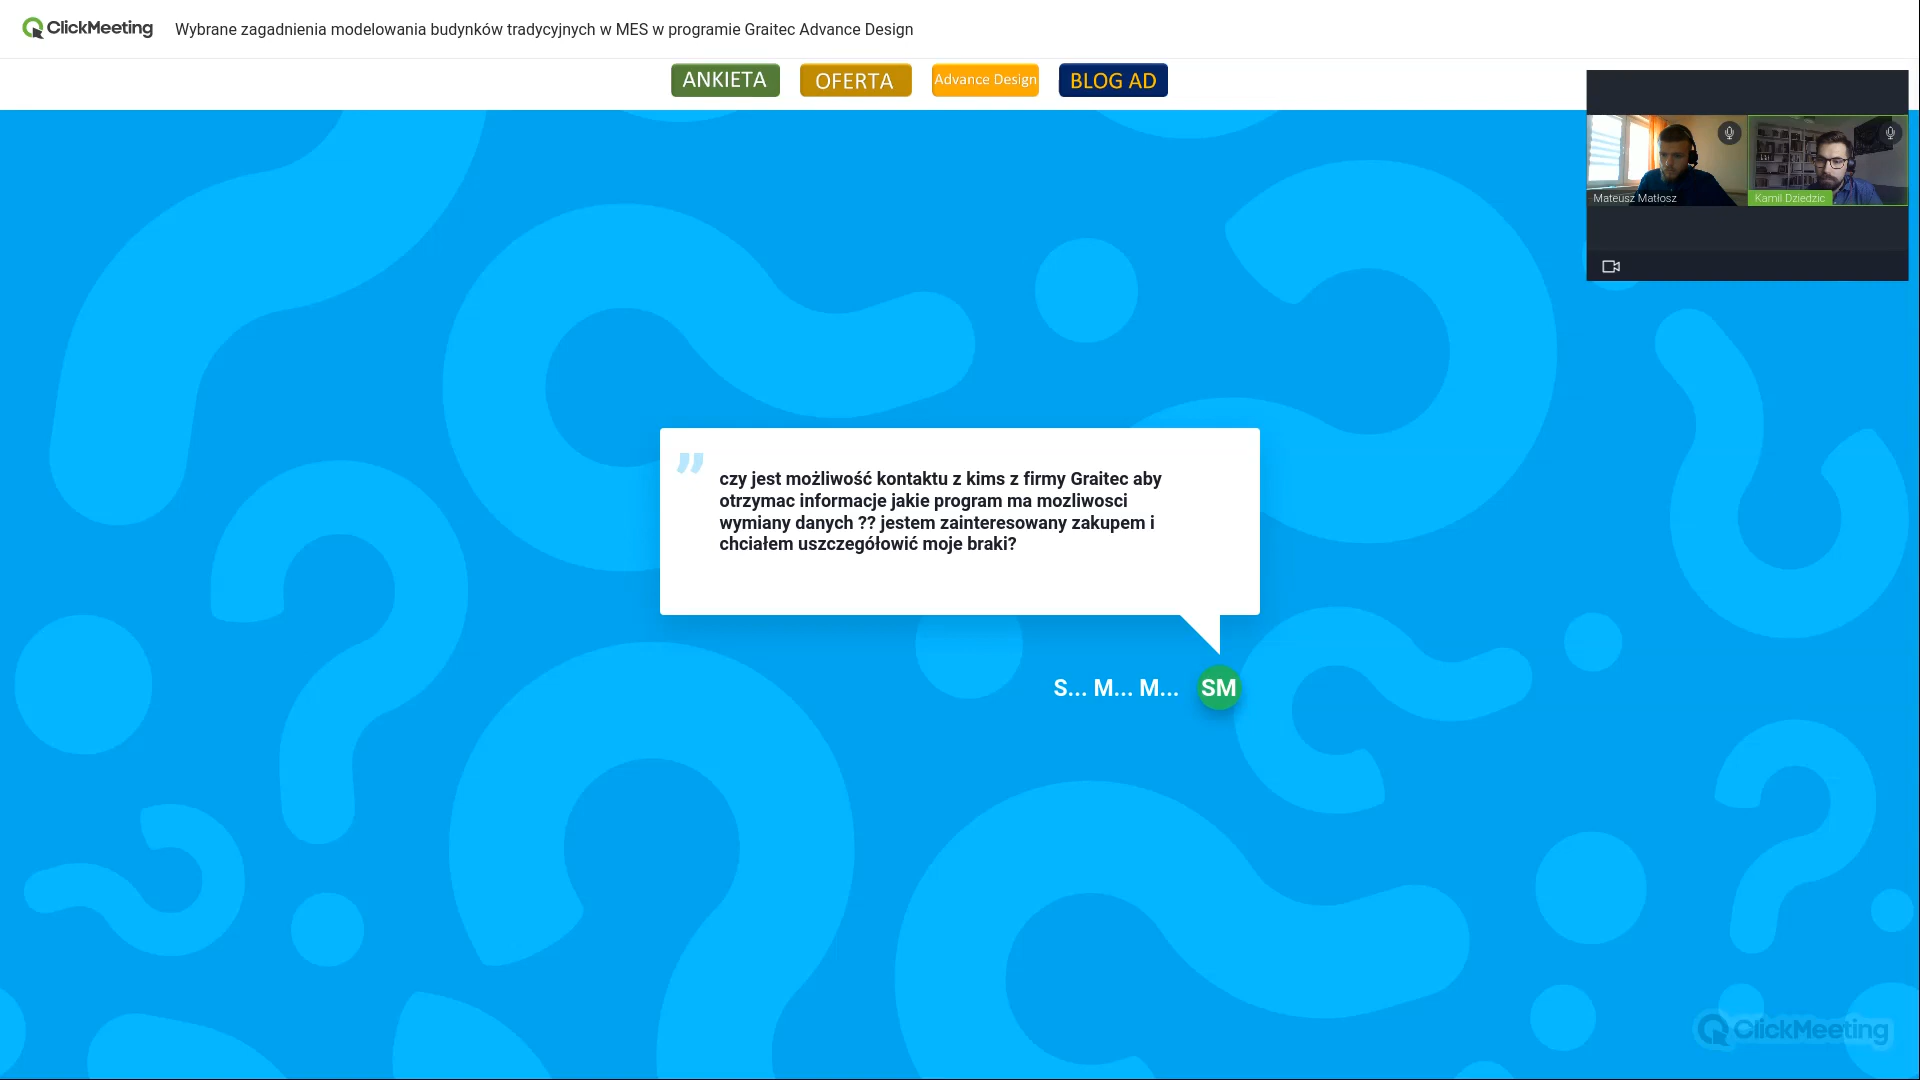 ClickMeeting
Wybrane zagadnienia modelowania budynków tradycyjnych w MES w programie Graitec Advance Design
ANKIETA
OFERTA
Advance Design
BLOG AD
Mateusz Matłosz
Kamil Dziedzic
czy jest możliwość kontaktu z kims z firmy Graitec aby
otrzymac informacje jakie program ma mozliwosci
wymiany danych ?? jestem zainteresowany zakupem i
chciałem uszczegółowić moje braki?
S... M... M...
SM
ClickMeeting